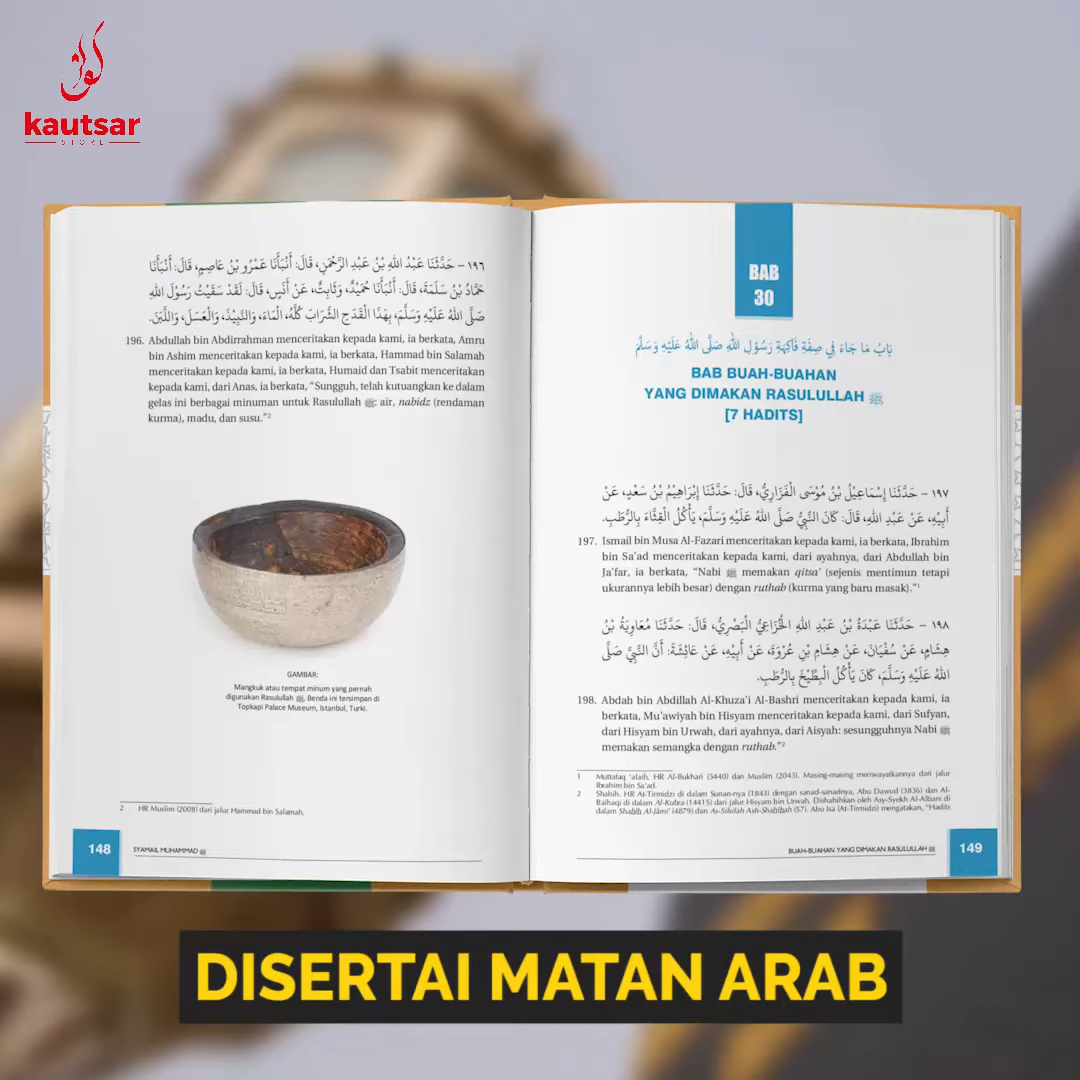 kautsar
STORE
١٩٦ – حَدَّثَنَا عَبْدُ اللهِ بْنُ عَبْدِ الرَّحْمَنِ، قَالَ: أَنْبَأَنَا عَمْرُو بْنُ عَاصِمٍ، قَالَ: أَنْبَأَنَا
حَمَّادُ بْنُ سَلَمَةَ، قَالَ: أَنْبَأَنَا حُمَيْدٌ، وَثَابِتٌ، عَنْ أَنَسٍ، قَالَ: لَقَدْ سَقَيْتُ رَسُوْلَ اللهِ
صَلَّى اللهُ عَلَيْهِ وَسَلَّمَ، بِهَذَا الْقَدَحِ الشَّرَابَ كُلَّهُ، الْمَاءَ، وَالنَّبِيْذَ، وَالْعَسَلَ، وَاللَّبَنَ.
196. Abdullah bin Abdirrahman menceritakan kepada kami, ia berkata, Amru
bin Ashim menceritakan kepada kami, ia berkata, Hammad bin Salamah
menceritakan kepada kami, ia berkata, Humaid dan Tsabit menceritakan
kepada kami, dari Anas, ia berkata, “Sungguh, telah kutuangkan ke dalam
gelas ini berbagai minuman untuk Rasulullah ﷺ: air, nabidz (rendaman
kurma), madu, dan susu.”2
GAMBAR:
Mangkuk atau tempat minum yang pernah
digunakan Rasulullah ﷺ. Benda ini tersimpan di
Topkapi Palace Museum, Istanbul, Turki.
2 HR Muslim (2008) dari jalur Hammad bin Salamah.
148 SYAMAIL MUHAMMAD ﷺ
BAB
30
بَابُ مَا جَاءَ فِي صِفَةِ فَاكِهَةِ رَسُوْلِ اللهِ صَلَّى اللهُ عَلَيْهِ وَسَلَّمَ
BAB BUAH-BUAHAN
YANG DIMAKAN RASULULLAH ﷺ
[7 HADITS]
١٩٧ – حَدَّثَنَا إِسْمَاعِيْلُ بْنُ مُوْسَى الْفَزَارِيُّ، قَالَ: حَدَّثَنَا إِبْرَاهِيْمُ بْنُ سَعْدٍ، عَنْ
أَبِيْهِ، عَنْ عَبْدِ اللهِ، قَالَ: كَانَ النَّبِيُّ صَلَّى اللهُ عَلَيْهِ وَسَلَّمَ، يَأْكُلُ الْقِثَّاءَ بِالرُّطَبِ.
197. Ismail bin Musa Al-Fazari menceritakan kepada kami, ia berkata, Ibrahim
bin Sa’ad menceritakan kepada kami, dari ayahnya, dari Abdullah bin
Ja’far, ia berkata, “Nabi ﷺ memakan qitsa’ (sejenis mentimun tetapi
ukurannya lebih besar) dengan ruthab (kurma yang baru masak).”1
١٩٨ – حَدَّثَنَا عَبْدَةُ بْنُ عَبْدِ اللهِ الْخُزَاعِيُّ الْبَصْرِيُّ، قَالَ: حَدَّثَنَا مُعَاوِيَةُ بْنُ
هِشَامٍ، عَنْ سُفْيَانَ، عَنْ هِشَامِ بْنِ عُرْوَةَ، عَنْ أَبِيْهِ، عَنْ عَائِشَةَ: أَنَّ النَّبِيَّ صَلَّى
اللهُ عَلَيْهِ وَسَلَّمَ، كَانَ يَأْكُلُ الْبِطِّيْخَ بِالرُّطَبِ.
198. Abdah bin Abdillah Al-Khuza’i Al-Bashri menceritakan kepada kami, ia
berkata, Mu’awiyah bin Hisyam menceritakan kepada kami, dari Sufyan,
dari Hisyam bin Urwah, dari ayahnya, dari Aisyah: sesungguhnya Nabi ﷺ
memakan semangka dengan ruthab.”2
1 Muttafaq ‘alaih. HR Al-Bukhari (5440) dan Muslim (2043). Masing-masing meriwayatkannya dari jalur
Ibrahim bin Sa’ad.
2 Shahih. HR At-Tirmidzi di dalam Sunan-nya (1843) dengan sanad-sanadnya, Abu Dawud (3836) dan Al-
Baihaqi di dalam Al-Kubra (14415) dari jalur Hisyam bin Urwah. Dishahihkan oleh Asy-Syekh Al-Albani di
dalam Shahih Al-Jâmi’ (4879) dan As-Silsilah Ash-Shahihah (57). Abu Isa (At-Tirmidzi) mengatakan, “Hadits
BUAH-BUAHAN YANG DIMAKAN RASULULLAH ﷺ 149
DISERTAI MATAN ARAB